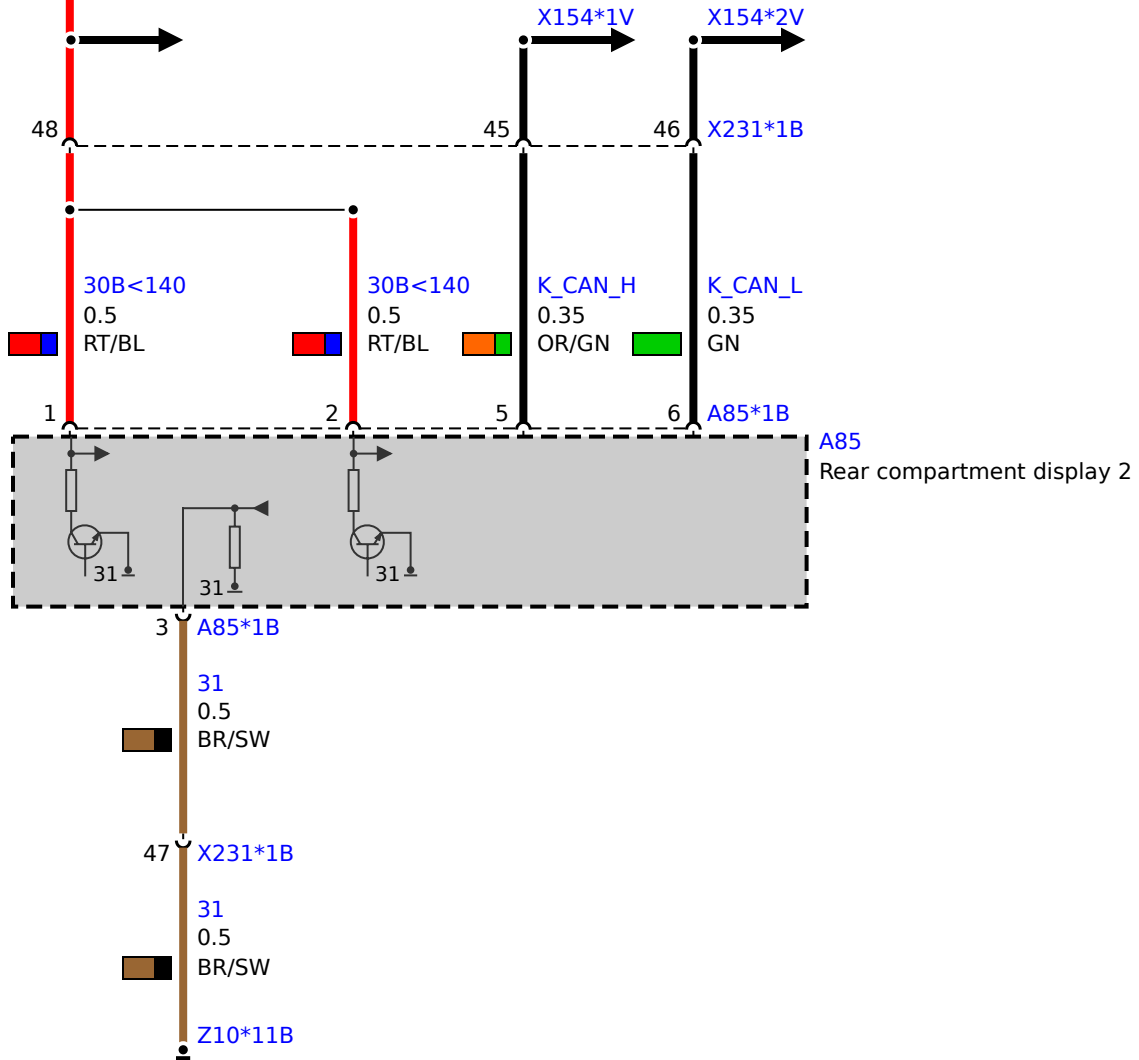 X154*1V
X154*2V
48
45
46
X231*1B
30B<140
0.5
RT/BL
30B<140
0.5
RT/BL
K_CAN_H
0.35
OR/GN
K_CAN_L
0.35
GN
1
2
5
6
A85*1B
A85
Rear compartment display 2
31
31
31
3
A85*1B
31
0.5
BR/SW
47
X231*1B
31
0.5
BR/SW
Z10*11B